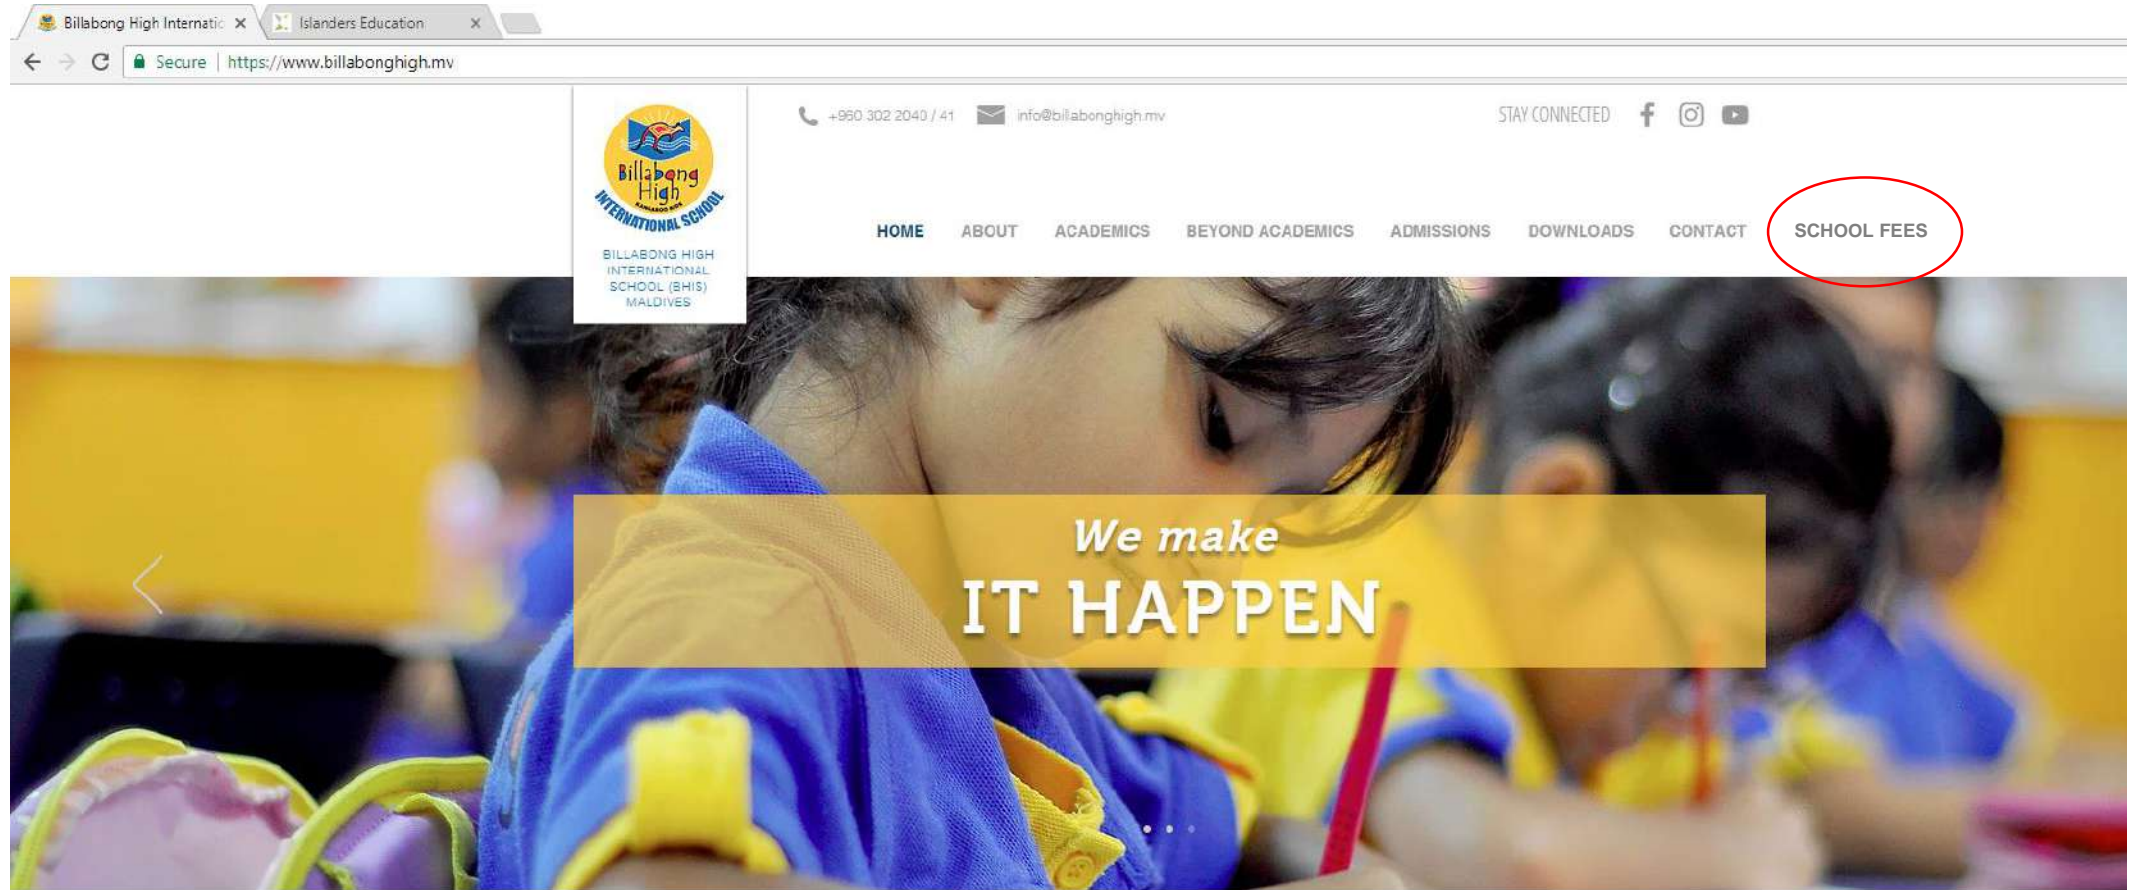 Billabong High Internatio
Islanders Education
Secure | https://www.billabonghigh.mv
+960 302 2040 / 41
info@billabonghigh.mv
STAY CONNECTED
Billabong
High
KANGAROO KIDS
INTERNATIONAL SCHOOL
BILLABONG HIGH
INTERNATIONAL
SCHOOL (BHIS)
MALDIVES
HOME ABOUT ACADEMICS BEYOND ACADEMICS ADMISSIONS DOWNLOADS CONTACT SCHOOL FEES
We make
IT HAPPEN